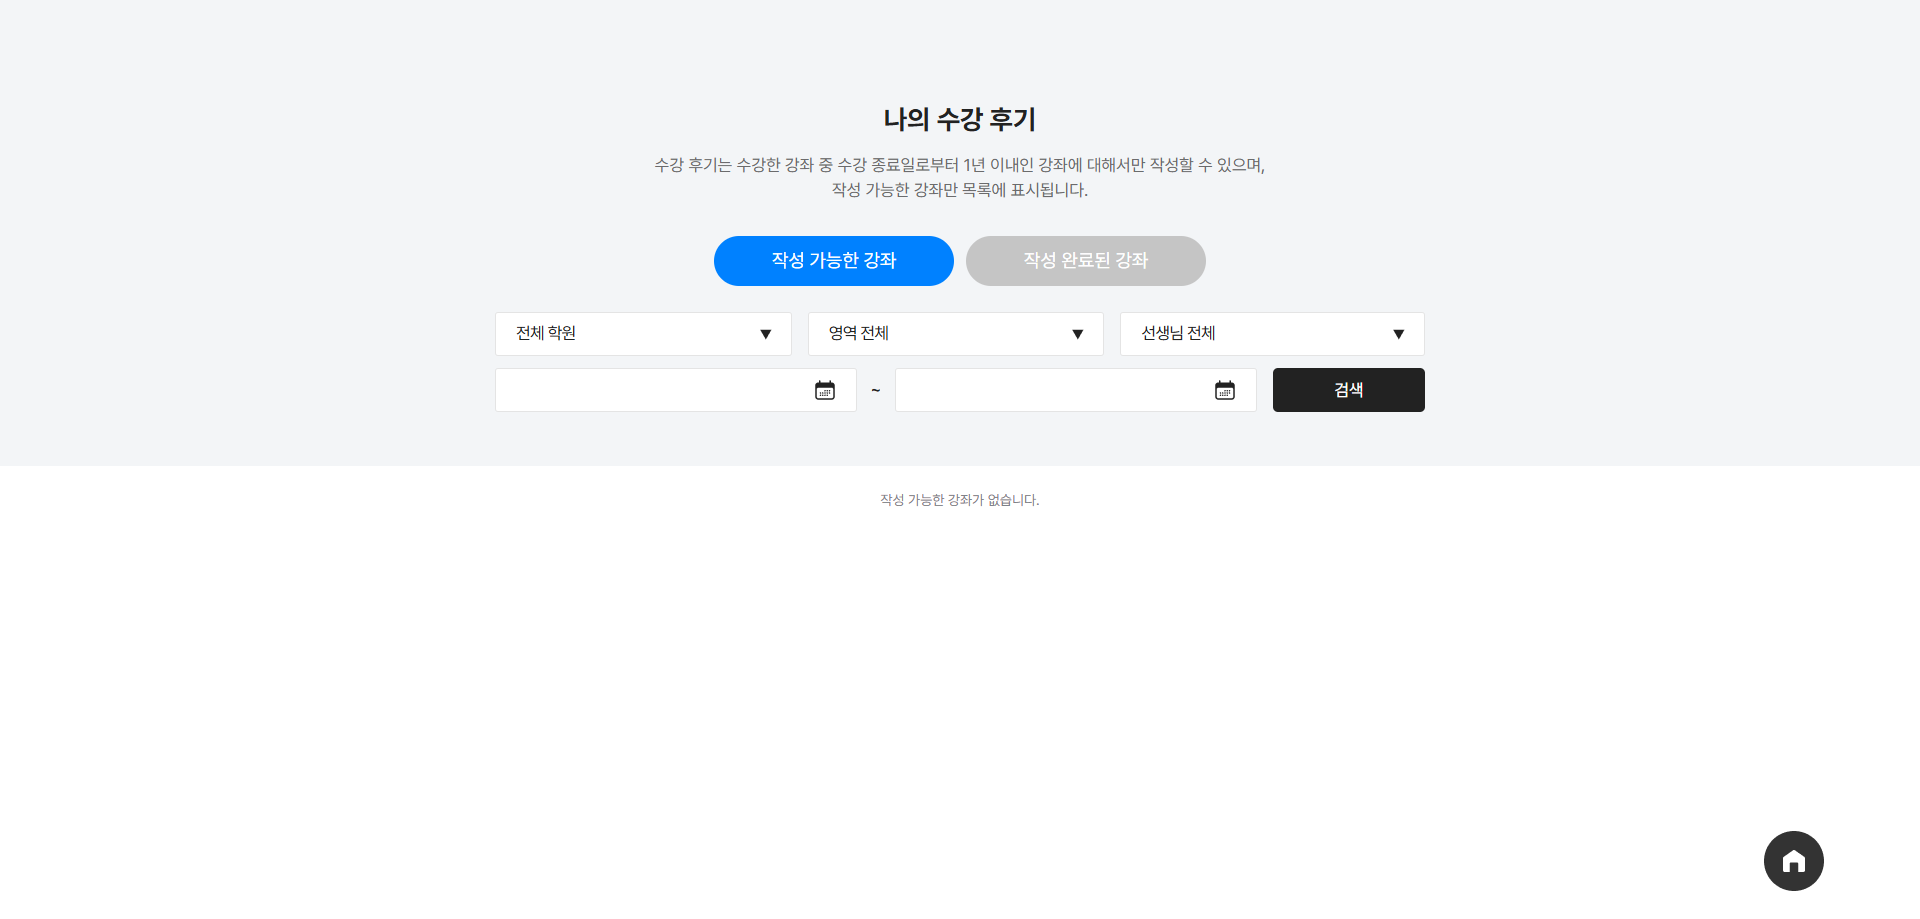 나의 수강 후기
수강 후기는 수강한 강좌 중 수강 종료일로부터 1년 이내인 강좌에 대해서만 작성할 수 있으며,
작성 가능한 강좌만 목록에 표시됩니다.
작성 가능한 강좌
작성 완료된 강좌
전체 학원
영역 전체
선생님 전체
~
검색
작성 가능한 강좌가 없습니다.